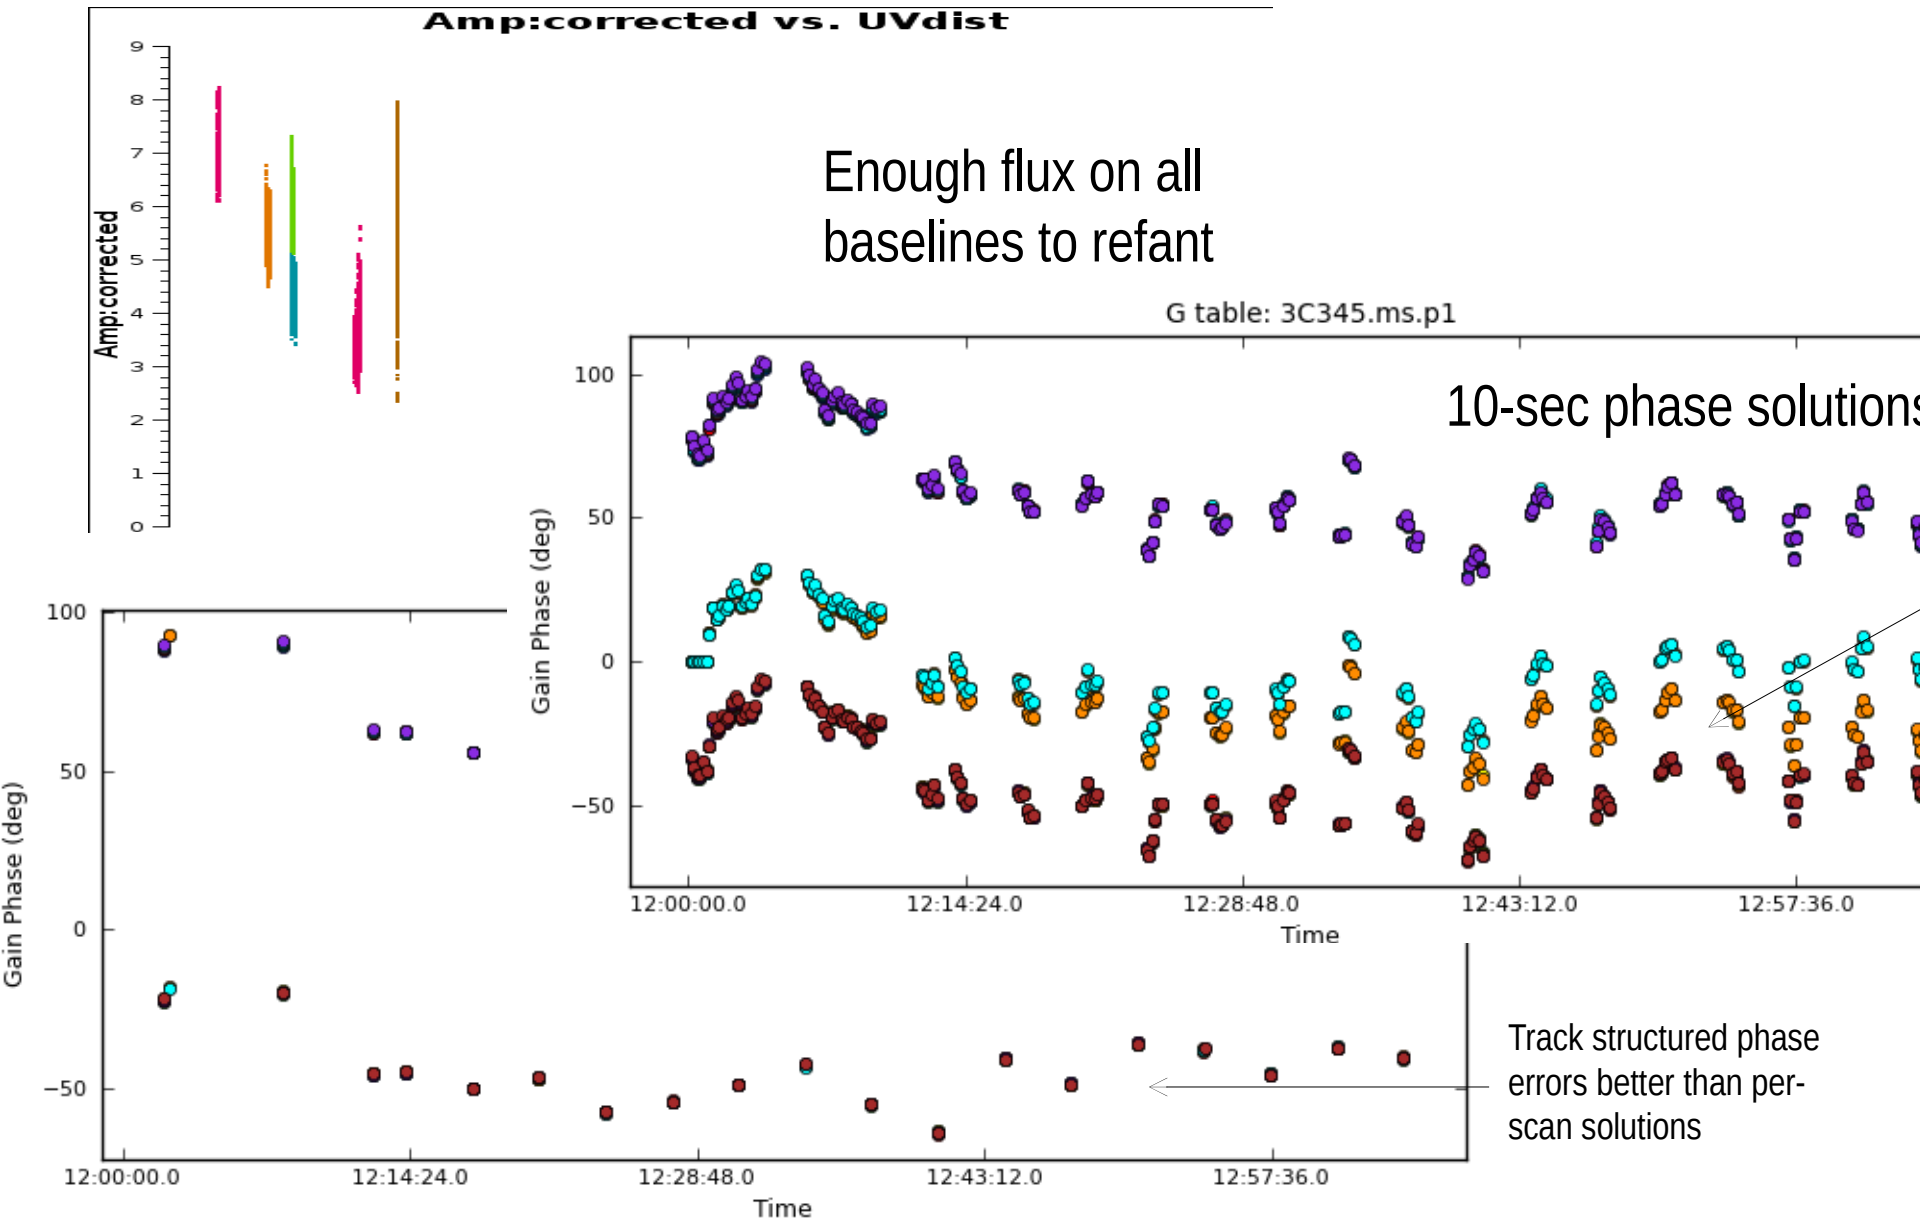 Amp:corrected vs. UVdist
9
8
7
6
5
4
3
2
1
0
Amp:corrected
Enough flux on all
baselines to refant
G table: 3C345.ms.p1
10-sec phase solutions
100
50
0
−50
Gain Phase (deg)
12:00:00.0
12:14:24.0
12:28:48.0
12:43:12.0
12:57:36.0
Time
100
50
0
−50
Gain Phase (deg)
12:00:00.0
12:14:24.0
12:28:48.0
12:43:12.0
12:57:36.0
Time
Track structured phase
errors better than per-
scan solutions